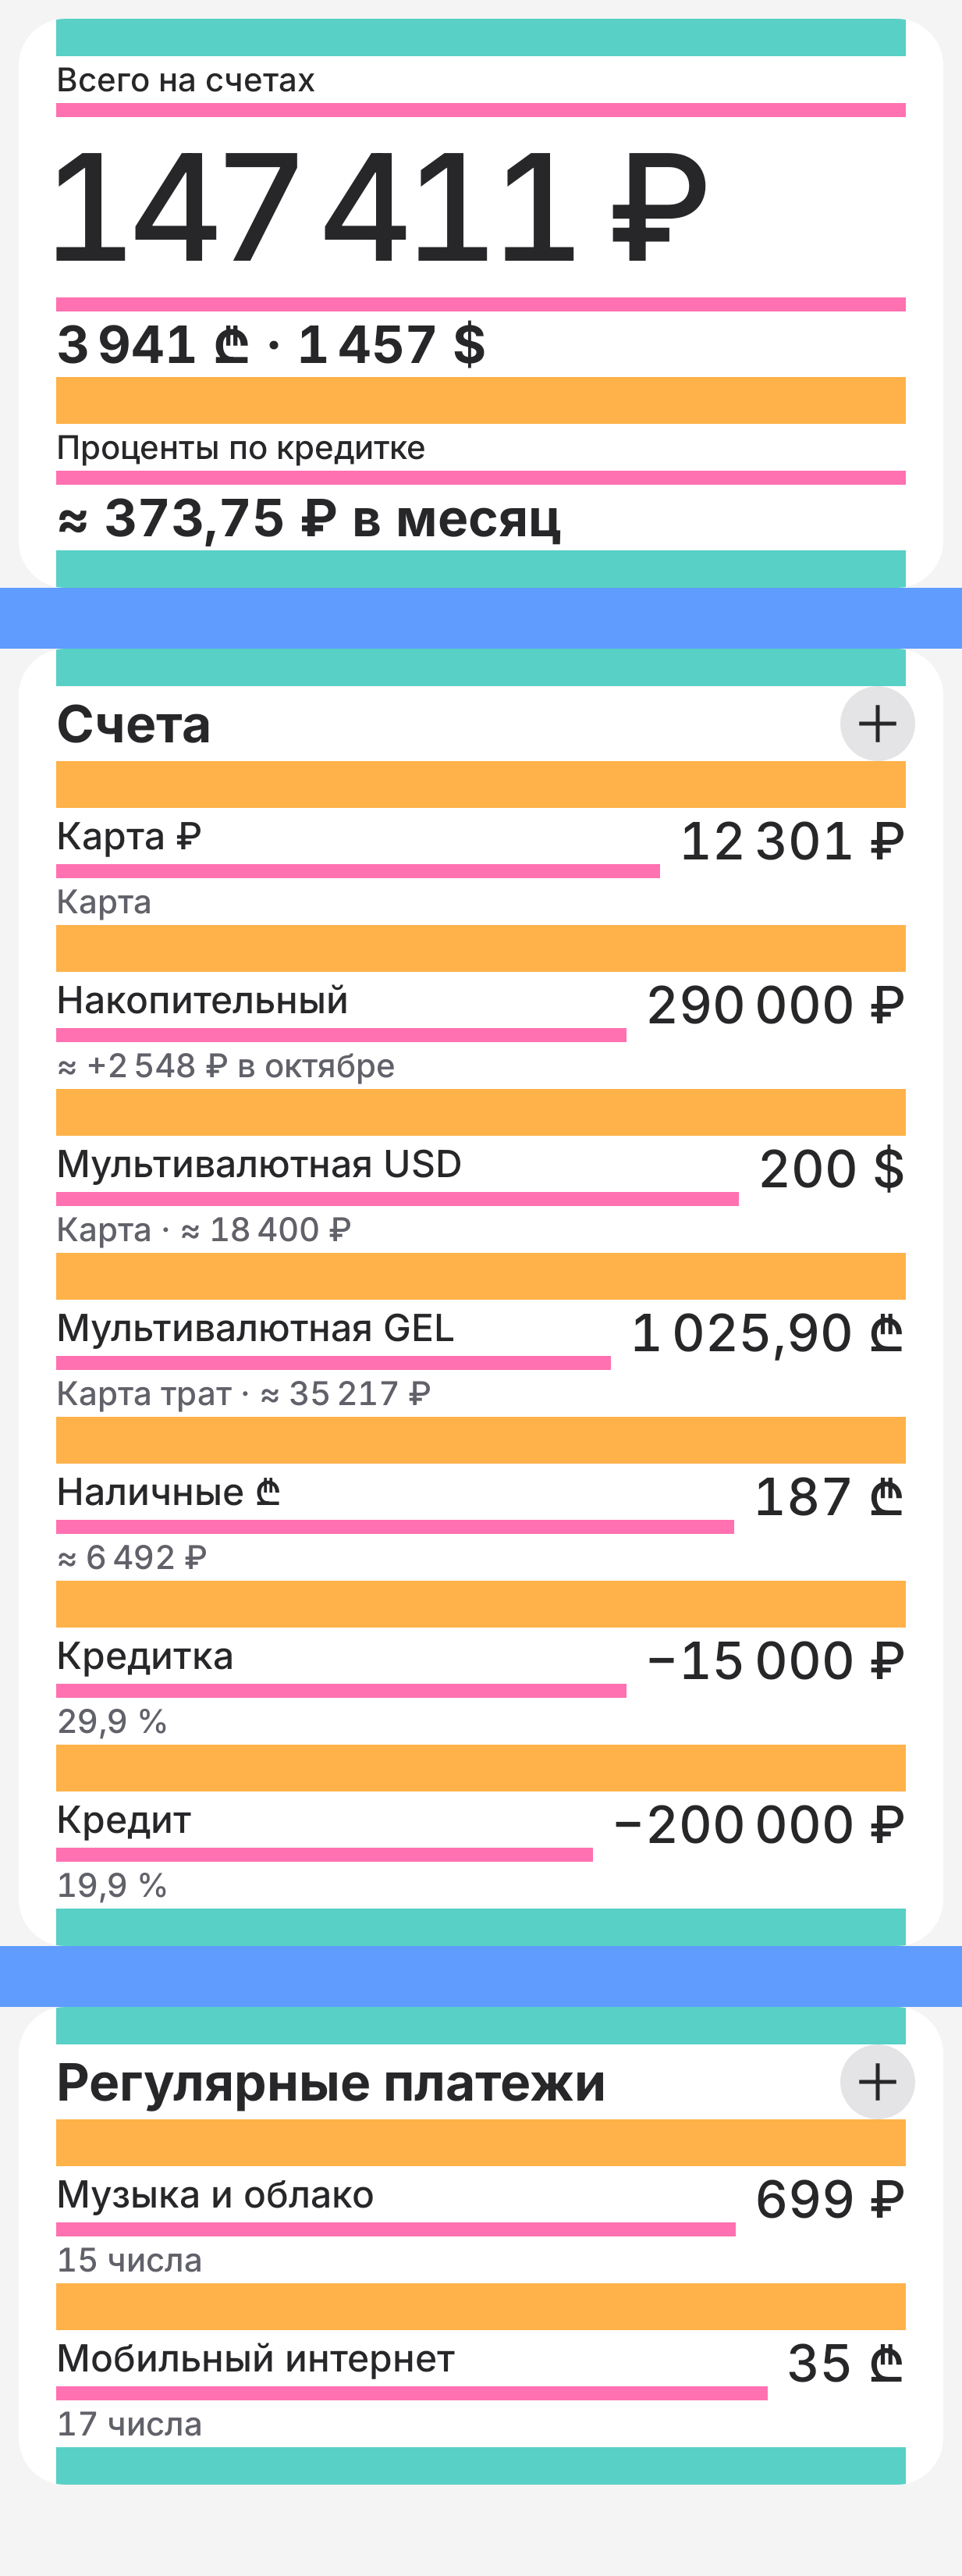 Всего на счетах
147 411 ₽
3 941 ₾ · 1 457 $
Проценты по кредитке
≈ 373,75 ₽ в месяц
Счета
Карта ₽ 12 301 ₽
Карта
Накопительный 290 000 ₽
≈ +2 548 ₽ в октябре
Мультивалютная USD 200 $
Карта · ≈ 18 400 ₽
Мультивалютная GEL 1 025,90 ₾
Карта трат · ≈ 35 217 ₽
Наличные ₾ 187 ₾
≈ 6 492 ₽
Кредитка −15 000 ₽
29,9 %
Кредит −200 000 ₽
19,9 %
Регулярные платежи
Музыка и облако 699 ₽
15 числа
Мобильный интернет 35 ₾
17 числа